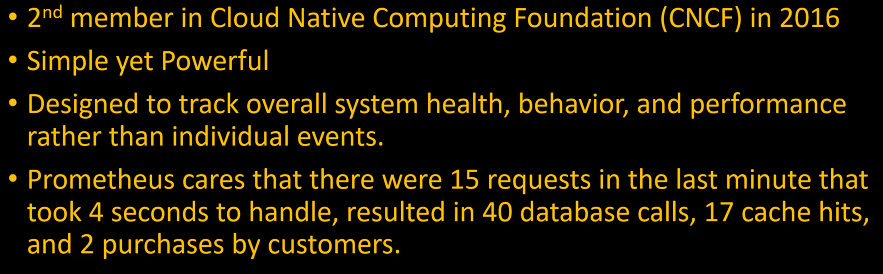 • 2nd member in Cloud Native Computing Foundation (CNCF) in 2016
• Simple yet Powerful
• Designed to track overall system health, behavior, and performance
rather than individual events.
• Prometheus cares that there were 15 requests in the last minute that
took 4 seconds to handle, resulted in 40 database calls, 17 cache hits,
and 2 purchases by customers.